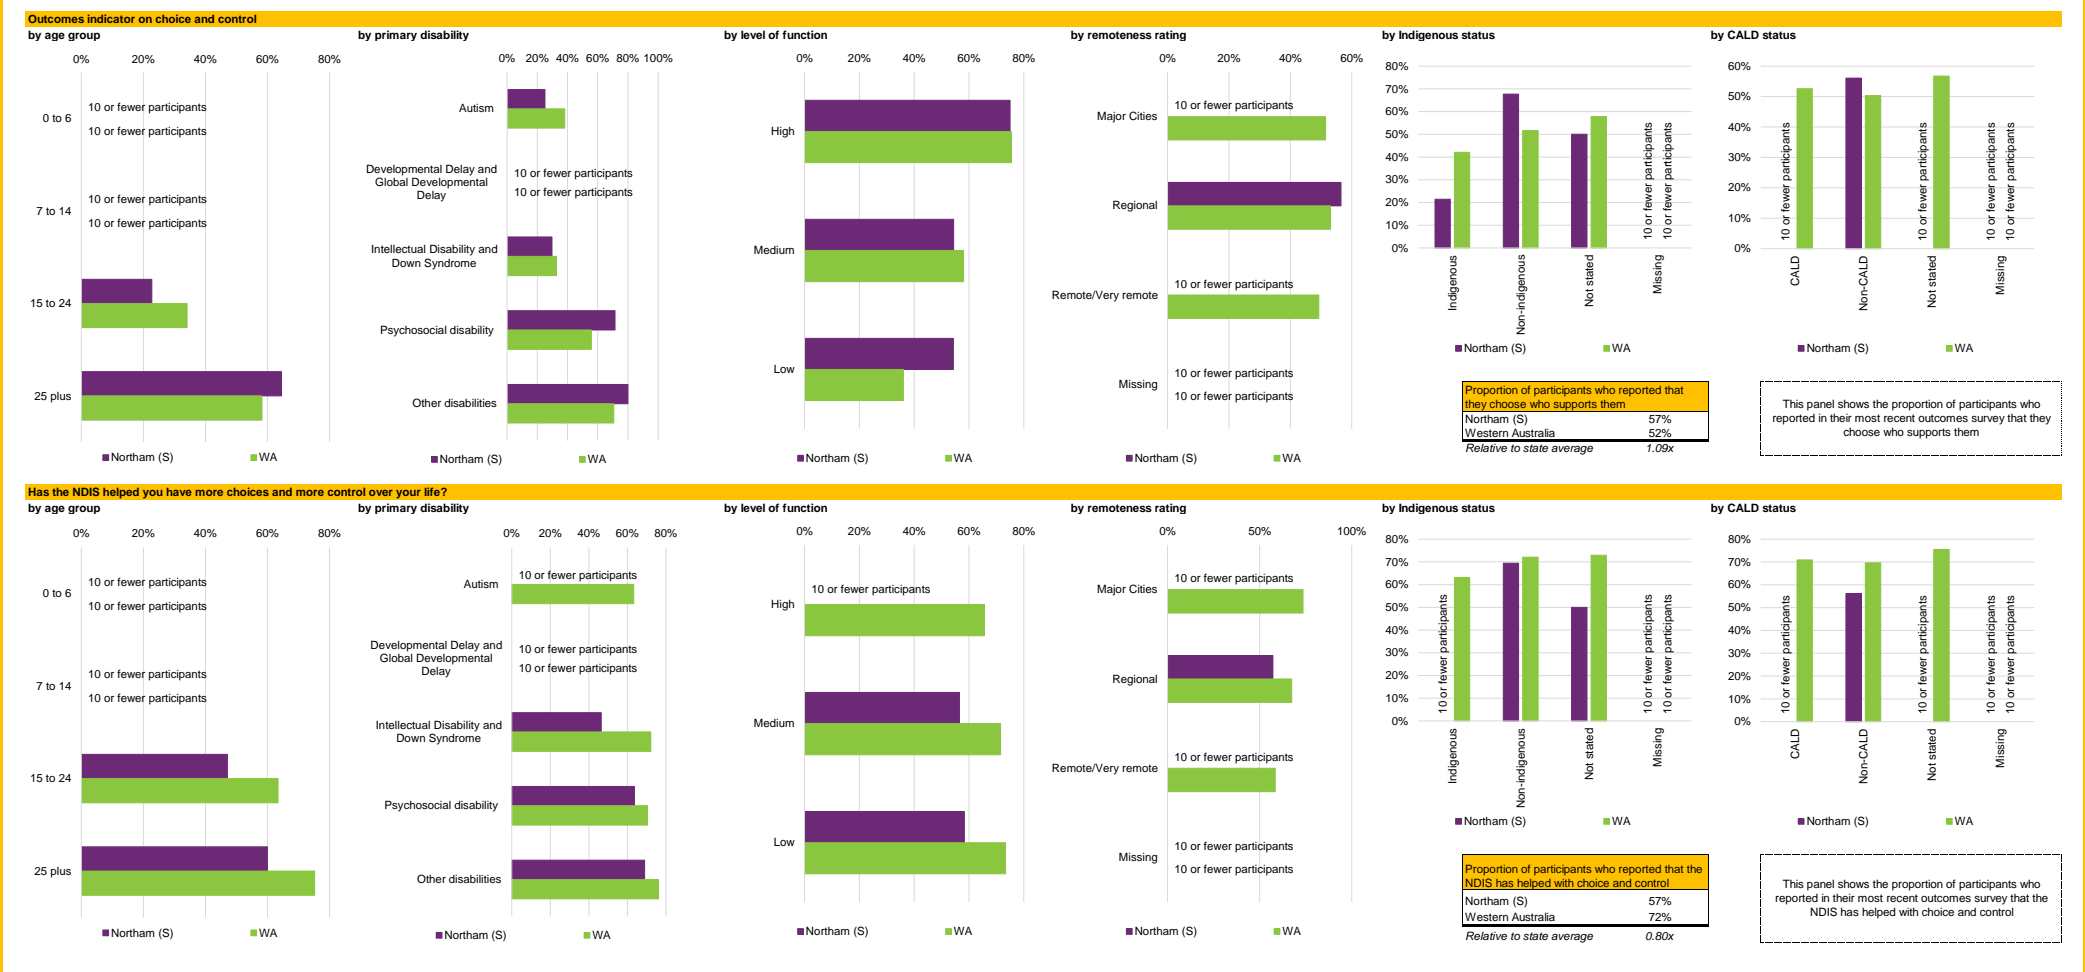 Outcomes indicator on choice and control
by age group
0% 20% 40% 60% 80%
0 to 6
10 or fewer participants
10 or fewer participants
7 to 14
10 or fewer participants
10 or fewer participants
15 to 24
25 plus
Northam (S) WA
by primary disability
0% 20% 40% 60% 80% 100%
Autism
Developmental Delay and
Global Developmental
Delay
10 or fewer participants
10 or fewer participants
Intellectual Disability and
Down Syndrome
Psychosocial disability
Other disabilities
Northam (S) WA
by level of function
0% 20% 40% 60% 80%
High
Medium
Low
Northam (S) WA
by remoteness rating
0% 20% 40% 60%
Major Cities
10 or fewer participants
Regional
Remote/Very remote
10 or fewer participants
Missing
10 or fewer participants
10 or fewer participants
Northam (S) WA
by Indigenous status
80%
70%
60%
50%
40%
30%
20%
10%
0%
10 or fewer participants
10 or fewer participants
Indigenous
Non-indigenous
Not stated
Missing
Northam (S) WA
Proportion of participants who reported that
they choose who supports them
Northam (S) 57%
Western Australia 52%
Relative to state average 1.09x
by CALD status
60%
50%
40%
30%
20%
10%
0%
10 or fewer participants
10 or fewer participants
10 or fewer participants
10 or fewer participants
CALD
Non-CALD
Not stated
Missing
Northam (S) WA
This panel shows the proportion of participants who
reported in their most recent outcomes survey that they
choose who supports them
Has the NDIS helped you have more choices and more control over your life?
by age group
0% 20% 40% 60% 80%
0 to 6
10 or fewer participants
10 or fewer participants
7 to 14
10 or fewer participants
10 or fewer participants
15 to 24
25 plus
Northam (S) WA
by primary disability
0% 20% 40% 60% 80%
Autism
10 or fewer participants
Developmental Delay and
Global Developmental
Delay
10 or fewer participants
10 or fewer participants
Intellectual Disability and
Down Syndrome
Psychosocial disability
Other disabilities
Northam (S) WA
by level of function
0% 20% 40% 60% 80%
High
10 or fewer participants
Medium
Low
Northam (S) WA
by remoteness rating
0% 50% 100%
Major Cities
10 or fewer participants
Regional
Remote/Very remote
10 or fewer participants
Missing
10 or fewer participants
10 or fewer participants
Northam (S) WA
by Indigenous status
80%
70%
60%
50%
40%
30%
20%
10%
0%
10 or fewer participants
10 or fewer participants
10 or fewer participants
Indigenous
Non-indigenous
Not stated
Missing
Northam (S) WA
Proportion of participants who reported that the
NDIS has helped with choice and control
Northam (S) 57%
Western Australia 72%
Relative to state average 0.80x
by CALD status
80%
70%
60%
50%
40%
30%
20%
10%
0%
10 or fewer participants
10 or fewer participants
10 or fewer participants
10 or fewer participants
CALD
Non-CALD
Not stated
Missing
Northam (S) WA
This panel shows the proportion of participants who
reported in their most recent outcomes survey that the
NDIS has helped with choice and control